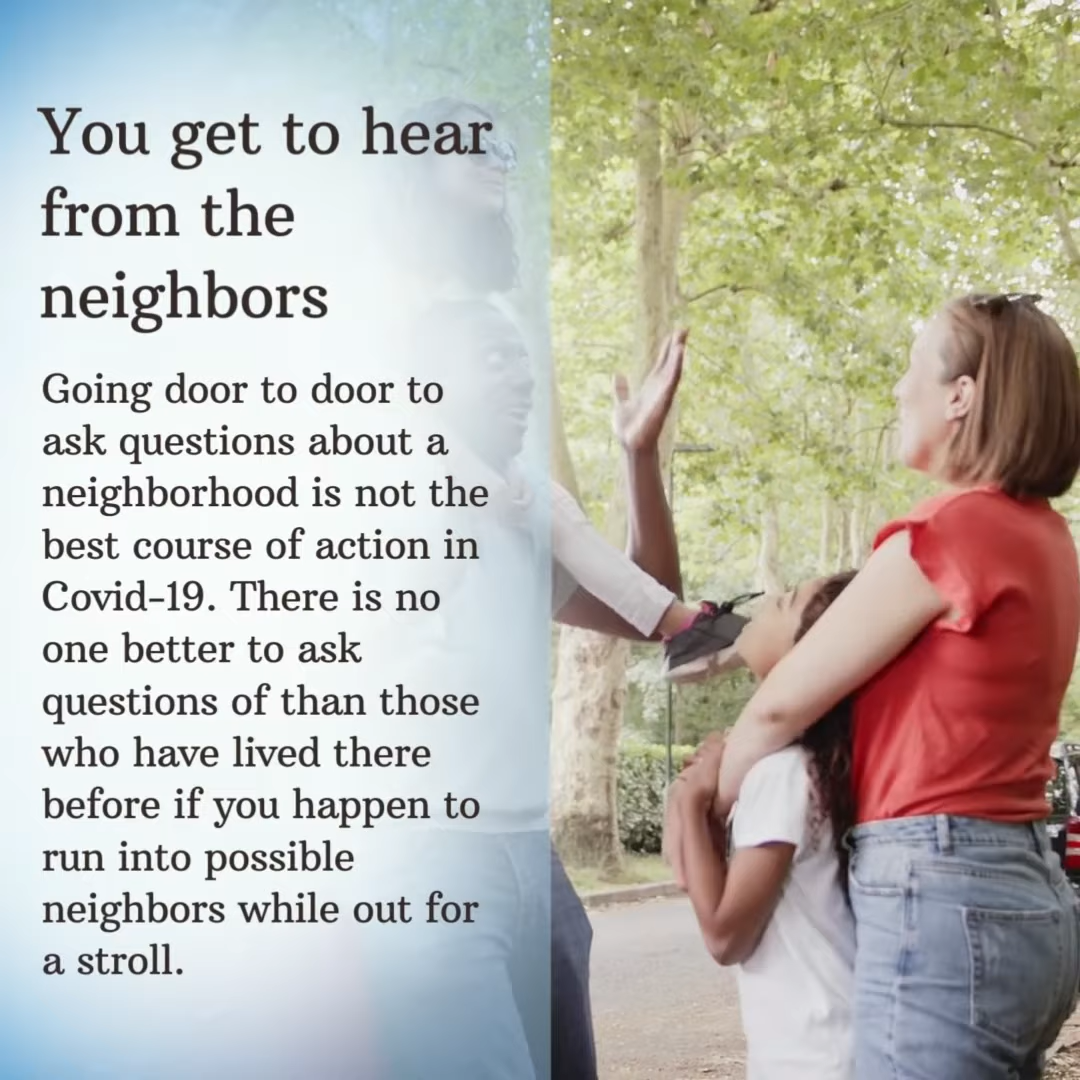 You get to hear
from the
neighbors
Going door to door to
ask questions about a
neighborhood is not the
best course of action in
Covid-19. There is no
one better to ask
questions of than those
who have lived there
before if you happen to
run into possible
neighbors while out for
a stroll.